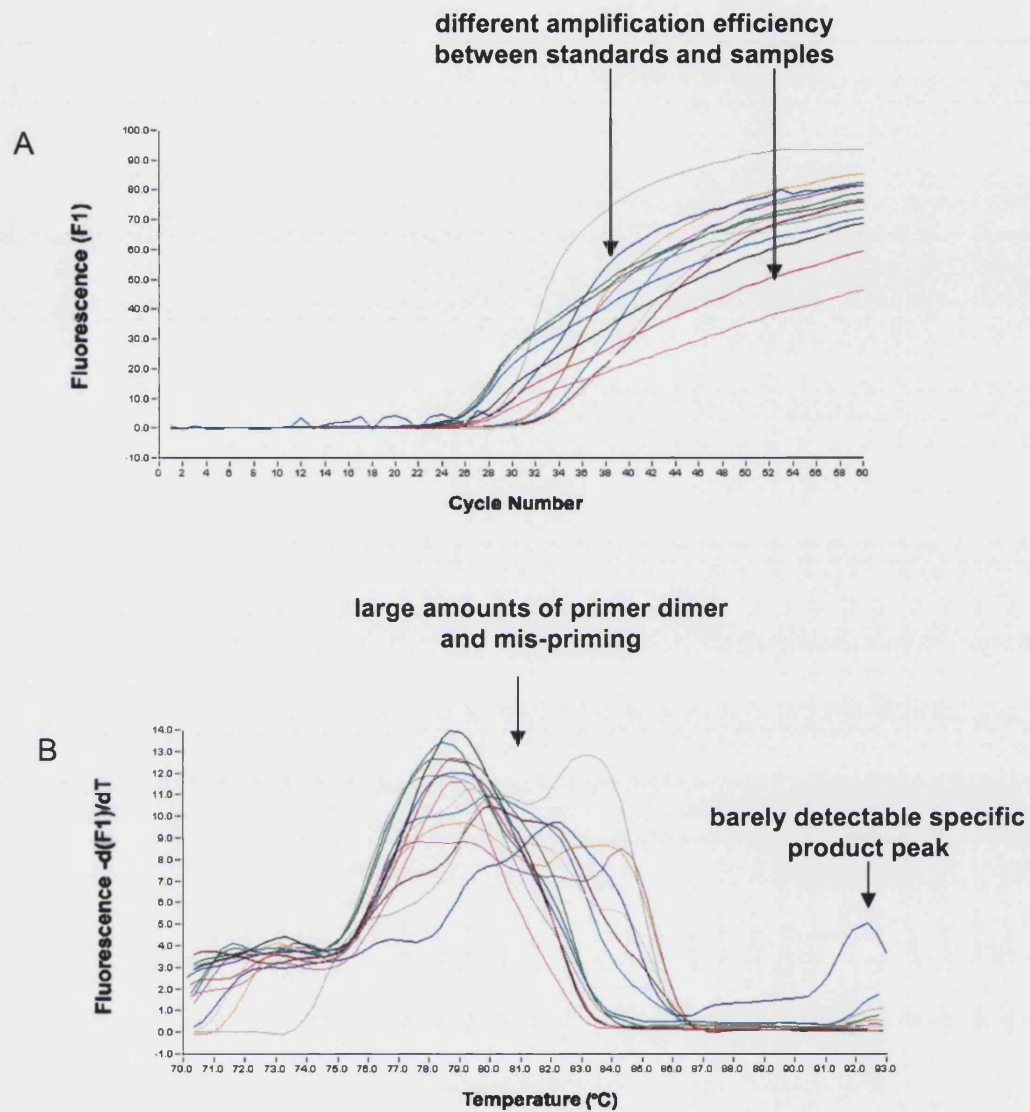 different amplification efficiency
between standards and samples
A
100.0
90.0
80.0
70.0
60.0
50.0
40.0
30.0
20.0
10.0
0.0
-10.0
Fluorescence (F1)
0 2 4 6 8 10 12 14 16 18 20 22 24 26 28 30 32 34 36 38 40 42 44 46 48 50 52 54 56 58 60
Cycle Number
large amounts of primer dimer
and mis-priming
B
14.0
13.0
12.0
11.0
10.0
9.0
8.0
7.0
6.0
5.0
4.0
3.0
2.0
1.0
0.0
-1.0
Fluorescence -d(F1)/dT
barely detectable specific
product peak
70.0 71.0 72.0 73.0 74.0 75.0 76.0 77.0 78.0 79.0 80.0 81.0 82.0 83.0 84.0 85.0 86.0 87.0 88.0 89.0 90.0 91.0 92.0 93.0
Temperature (°C)